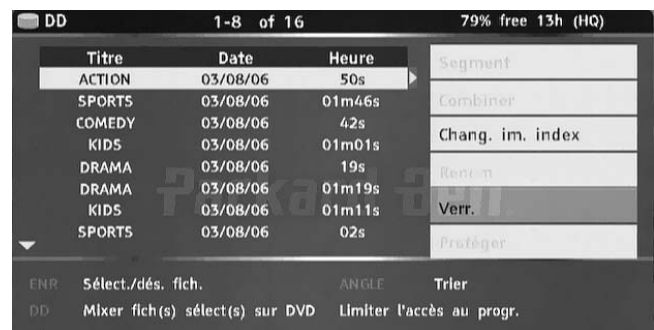 DD 1-8 of 16 79% free 13h (HQ)
Titre Date Heure
ACTION 03/08/06 50s
SPORTS 03/08/06 01m46s
COMEDY 03/08/06 42s
KIDS 03/08/06 01m01s
DRAMA 03/08/06 19s
DRAMA 03/08/06 01m19s
KIDS 03/08/06 01m11s
SPORTS 03/08/06 02s
Segment
Combiner
Chang. im. index
Renom
Verr.
Protéger
Packard Bell.
ENR Sélect./dés. fich. ANGLE Trier
DD Mixer fich(s) sélect(s) sur DVD Limiter l'accès au progr.